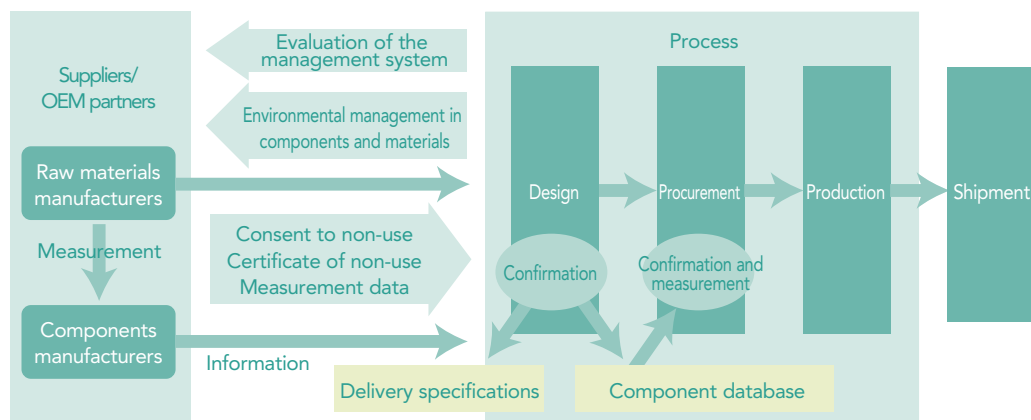 Suppliers/
OEM partners
Raw materials
manufacturers
Measurement
Components
manufacturers
Evaluation of the
management system
Environmental management in
components and materials
Consent to non-use
Certificate of non-use
Measurement data
Information
Process
Design
Procurement
Production
Shipment
Confirmation
Confirmation and
measurement
Delivery specifications
Component database